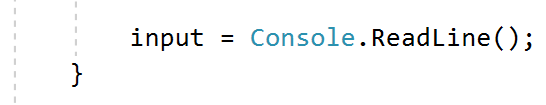 input = Console.ReadLine();
}